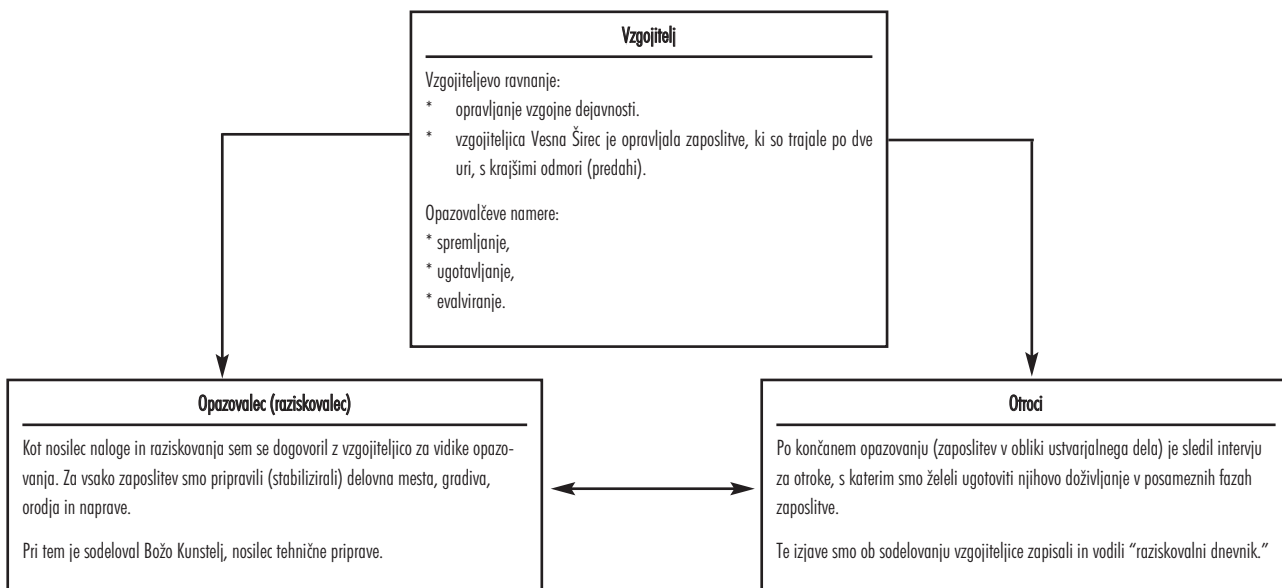 Vzgojitelj
Vzgojiteljevo ravnanje:
* opravljanje vzgojne dejavnosti.
* vzgojiteljica Vesna Širec je opravljala zaposlitve, ki so trajale po dve
uri, s krajšimi odmori (predahi).
Opazovalčeve namere:
* spremljanje,
* ugotavljanje,
* evalviranje.
Opazovalec (raziskovalec)
Kot nosilec naloge in raziskovanja sem se dogovoril z vzgojiteljico za vidike opazo-
vanja. Za vsako zaposlitev smo pripravili (stabilizirali) delovna mesta, gradiva,
orodja in naprave.
Pri tem je sodeloval Božo Kunstelj, nosilec tehnične priprave.
Otroci
Po končanem opazovanju (zaposlitev v obliki ustvarjalnega dela) je sledil intervju
za otroke, s katerim smo želeli ugotoviti njihovo doživljanje v posameznih fazah
zaposlitve.
Te izjave smo ob sodelovanju vzgojiteljice zapisali in vodili “raziskovalni dnevnik.”